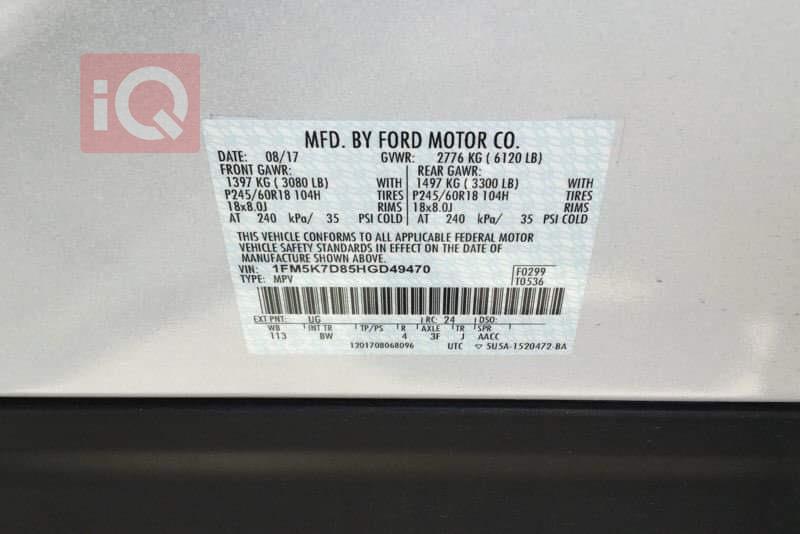 iQ
MFD. BY FORD MOTOR CO.
DATE: 08/17 GVWR: 2776 KG ( 6120 LB)
FRONT GAWR: REAR GAWR:
1397 KG ( 3080 LB) WITH 1497 KG ( 3300 LB) WITH
P245/60R18 104H TIRES P245/60R18 104H TIRES
18x8.0J RIMS 18x8.0J RIMS
AT 240 kPa/ 35 PSI COLD AT 240 kPa/ 35 PSI COLD
THIS VEHICLE CONFORMS TO ALL APPLICABLE FEDERAL MOTOR
VEHICLE SAFETY STANDARDS IN EFFECT ON THE DATE OF
MANUFACTURE SHOWN ABOVE.
VIN: 1FM5K7D85HGD49470 F0299
TYPE: MPV T0536
EXT PNT: UG RC: 24 DSO:
WB INT TR TP/PS R AXLE TR SPR
113 BW 4 3F J AACC
1201708068096 UTC ▽ 5U5A-1520472-BA